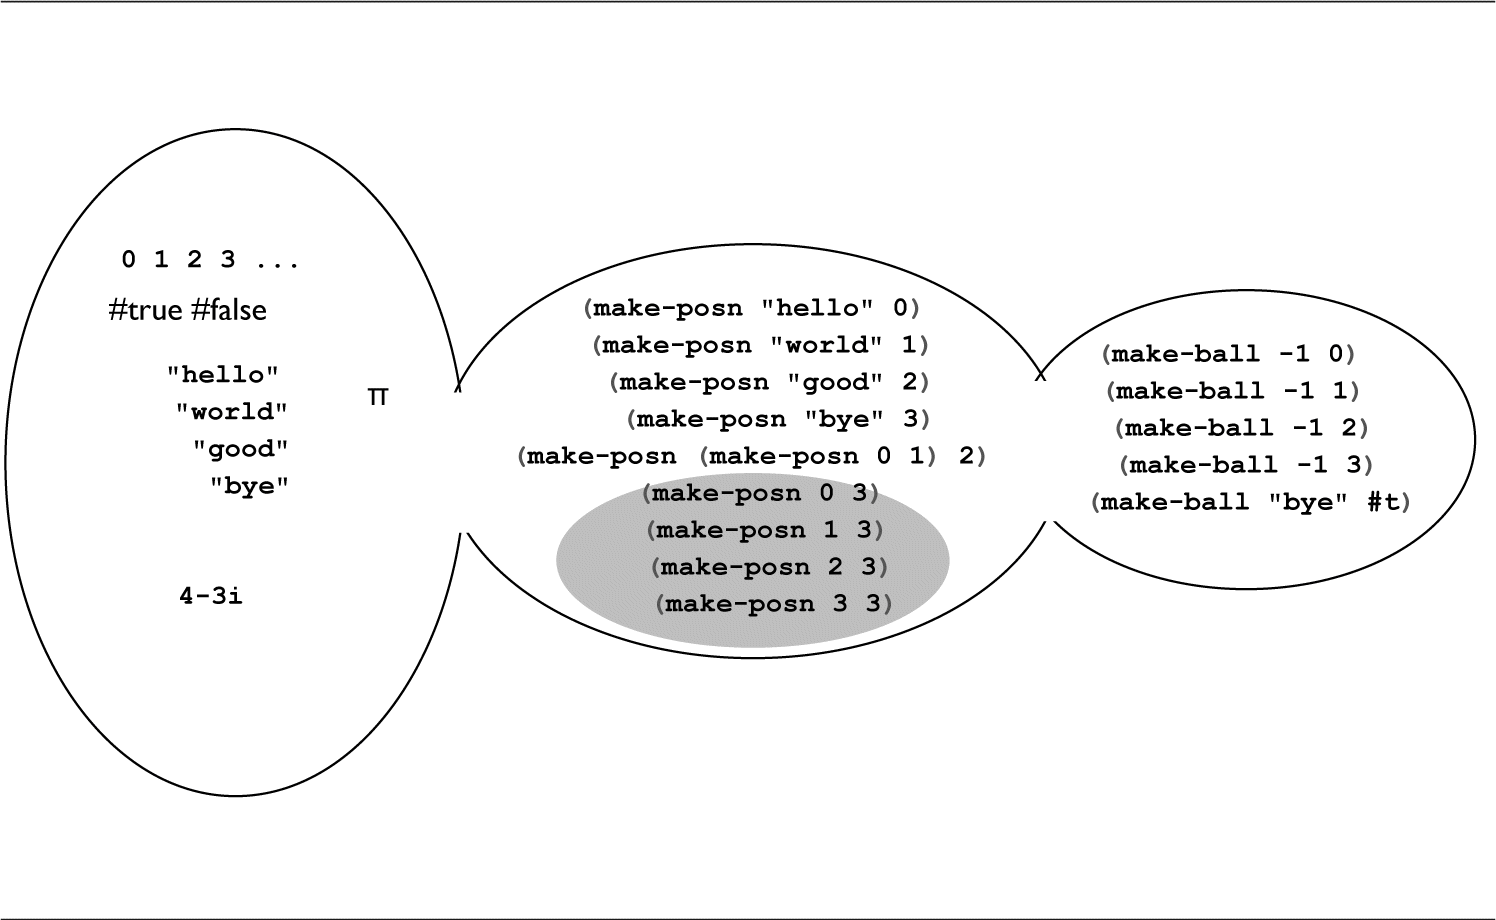 0 1 2 3 ...
#true #false
"hello"
"world"
"good"
"bye"
π
4-3i
(make-posn "hello" 0)
(make-posn "world" 1)
(make-posn "good" 2)
(make-posn "bye" 3)
(make-posn (make-posn 0 1) 2)
(make-posn 0 3)
(make-posn 1 3)
(make-posn 2 3)
(make-posn 3 3)
(make-ball -1 0)
(make-ball -1 1)
(make-ball -1 2)
(make-ball -1 3)
(make-ball "bye" #t)